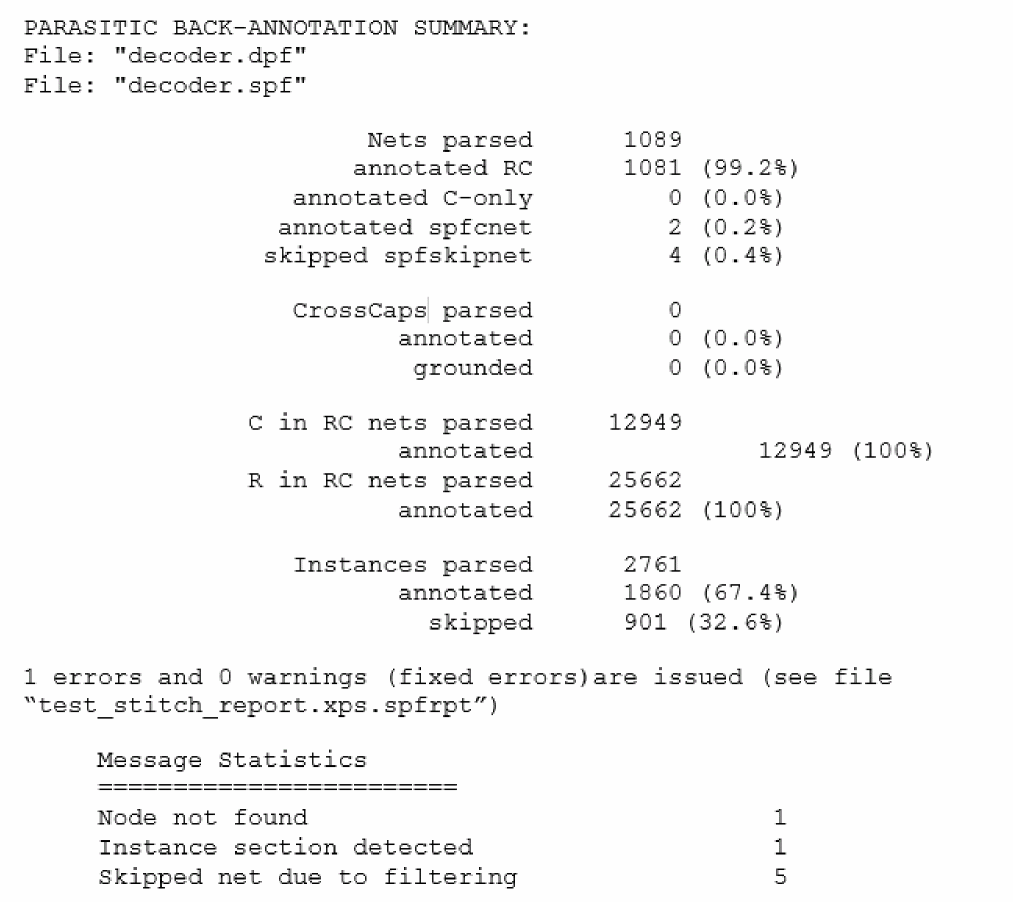 PARASITIC BACK-ANNOTATION SUMMARY:
File: "decoder.dpf"
File: "decoder.spf"
Nets parsed 1089
annotated RC 1081 (99.2%)
annotated C-only 0 (0.0%)
annotated spfcnet 2 (0.2%)
skipped spfskipnet 4 (0.4%)
CrossCaps parsed 0
annotated 0 (0.0%)
grounded 0 (0.0%)
C in RC nets parsed 12949
annotated 12949 (100%)
R in RC nets parsed 25662
annotated 25662 (100%)
Instances parsed 2761
annotated 1860 (67.4%)
skipped 901 (32.6%)
1 errors and 0 warnings (fixed errors)are issued (see file
“test_stitch_report.xps.spfrpt”)
Message Statistics
========================
Node not found 1
Instance section detected 1
Skipped net due to filtering 5